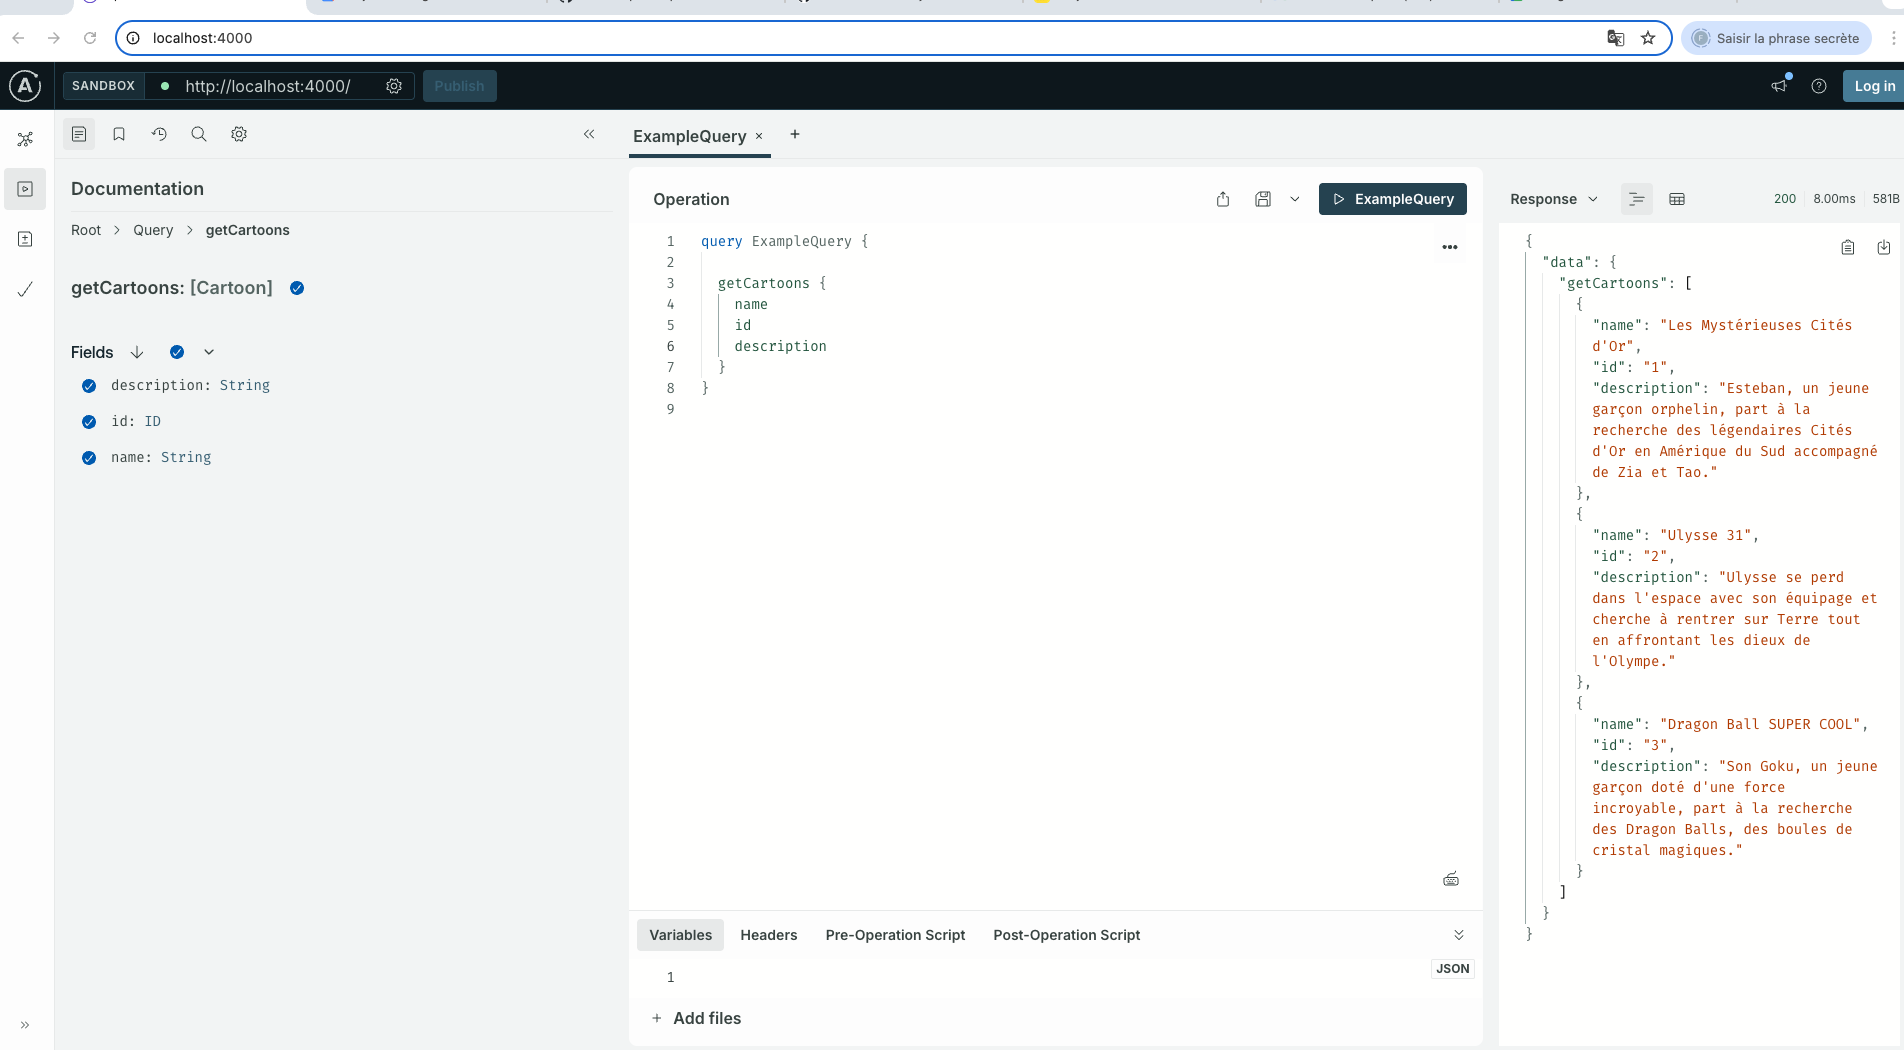 localhost:4000
Saisir la phrase secrète
SANDBOX
http://localhost:4000/
Publish
Log in
Documentation
Root > Query > getCartoons
getCartoons: [Cartoon]
Fields
description: String
id: ID
name: String
ExampleQuery
Operation
ExampleQuery
1 query ExampleQuery {
2
3 getCartoons {
4 name
5 id
6 description
7 }
8 }
9
Variables Headers Pre-Operation Script Post-Operation Script
JSON
1
+ Add files
Response 200 8.00ms 581B
{
"data": {
"getCartoons": [
{
"name": "Les Mystérieuses Cités
d'Or",
"id": "1",
"description": "Esteban, un jeune
garçon orphelin, part à la
recherche des légendaires Cités
d'Or en Amérique du Sud accompagné
de Zia et Tao."
},
{
"name": "Ulysse 31",
"id": "2",
"description": "Ulysse se perd
dans l'espace avec son équipage et
cherche à rentrer sur Terre tout
en affrontant les dieux de
l'Olympe."
},
{
"name": "Dragon Ball SUPER COOL",
"id": "3",
"description": "Son Goku, un jeune
garçon doté d'une force
incroyable, part à la recherche
des Dragon Balls, des boules de
cristal magiques."
}
]
}
}